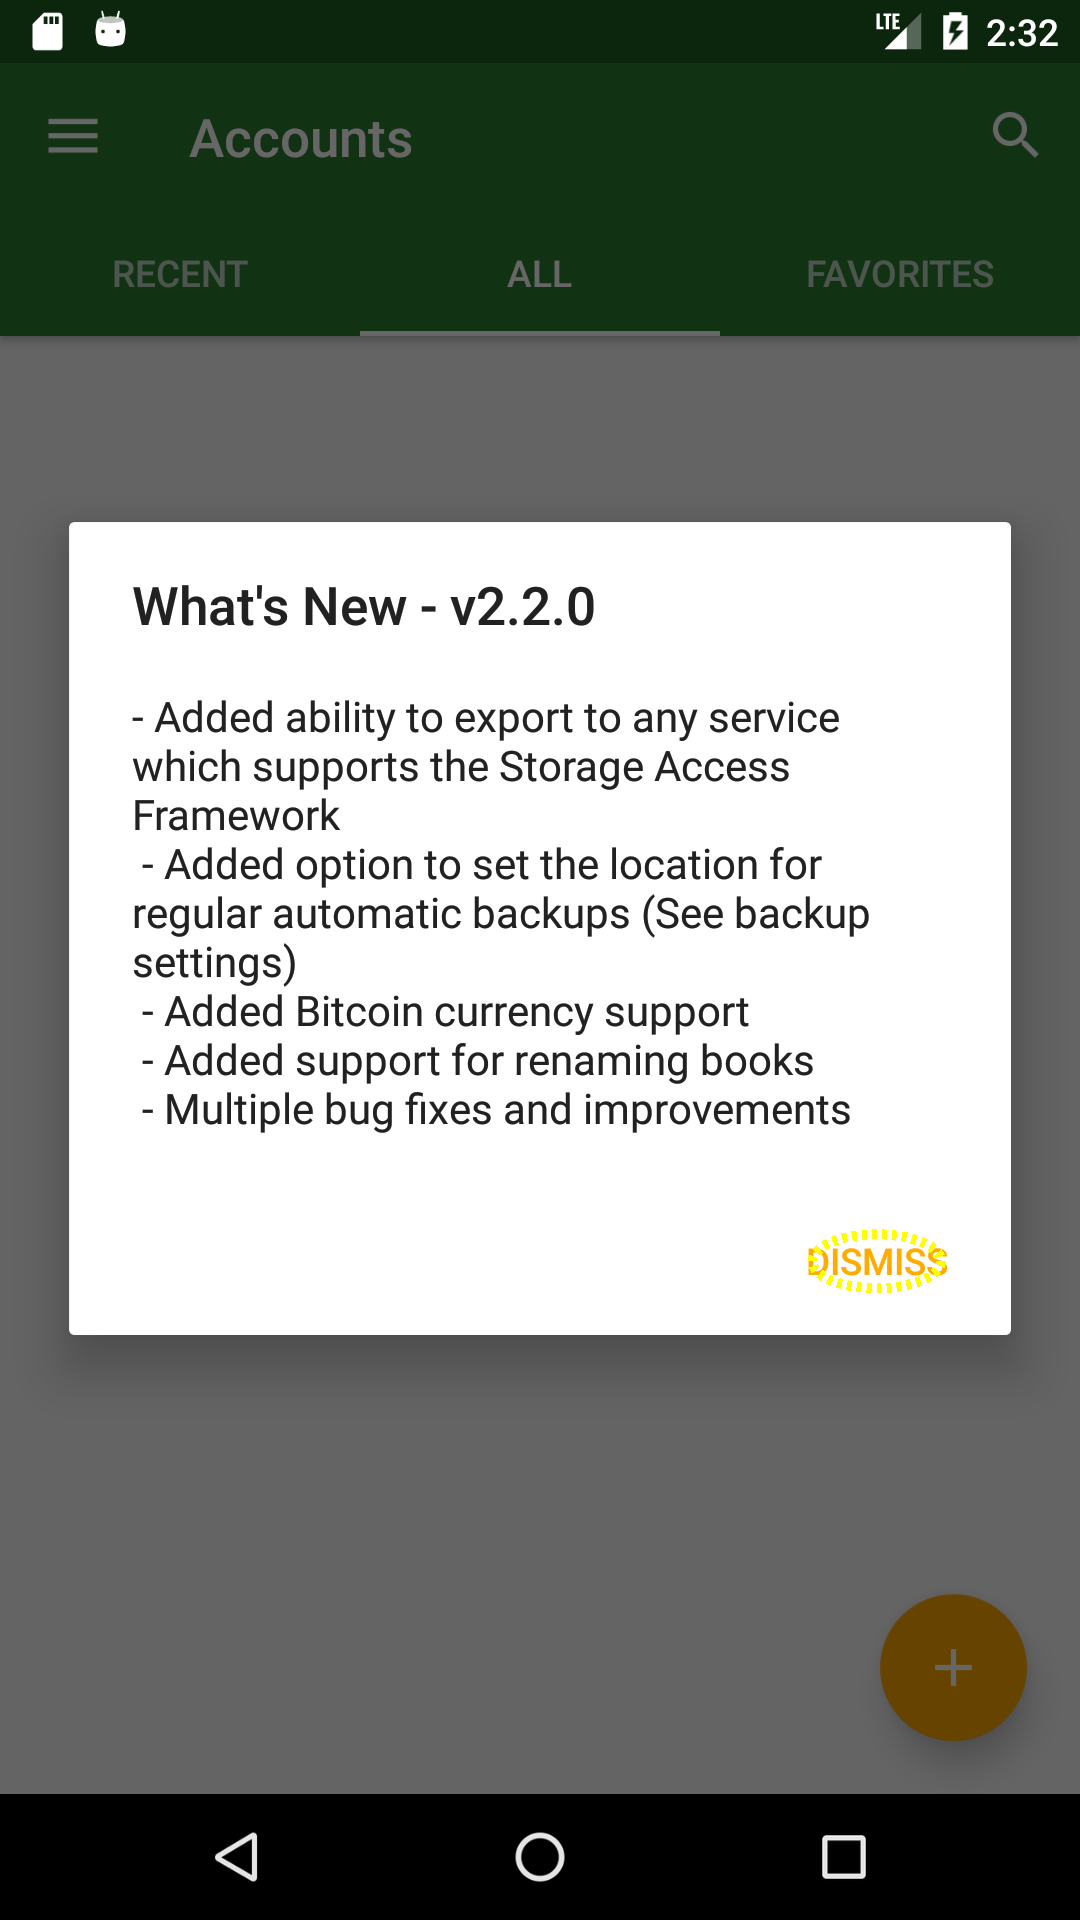 LTE 2:32
Accounts
RECENT ALL FAVORITES
What's New - v2.2.0
- Added ability to export to any service
which supports the Storage Access
Framework
- Added option to set the location for
regular automatic backups (See backup
settings)
- Added Bitcoin currency support
- Added support for renaming books
- Multiple bug fixes and improvements
DISMISS